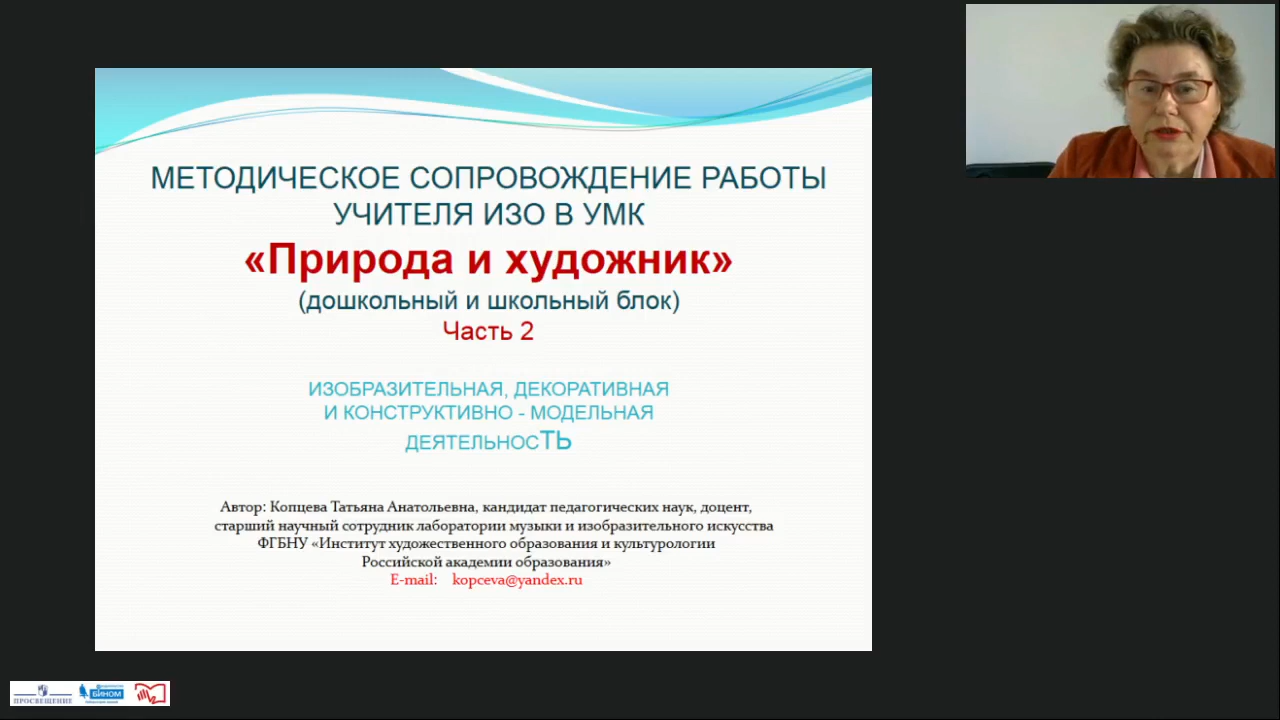 МЕТОДИЧЕСКОЕ СОПРОВОЖДЕНИЕ РАБОТЫ
УЧИТЕЛЯ ИЗО В УМК
«Природа и художник»
(дошкольный и школьный блок)
Часть 2
ИЗОБРАЗИТЕЛЬНАЯ, ДЕКОРАТИВНАЯ
И КОНСТРУКТИВНО - МОДЕЛЬНАЯ
ДЕЯТЕЛЬНОСТЬ
Автор: Копцева Татьяна Анатольевна, кандидат педагогических наук, доцент,
старший научный сотрудник лаборатории музыки и изобразительного искусства
ФГБНУ «Институт художественного образования и культурологии
Российской академии образования»
E-mail: kopceva@yandex.ru
ПРОСВЕЩЕНИЕ
БИНОМ